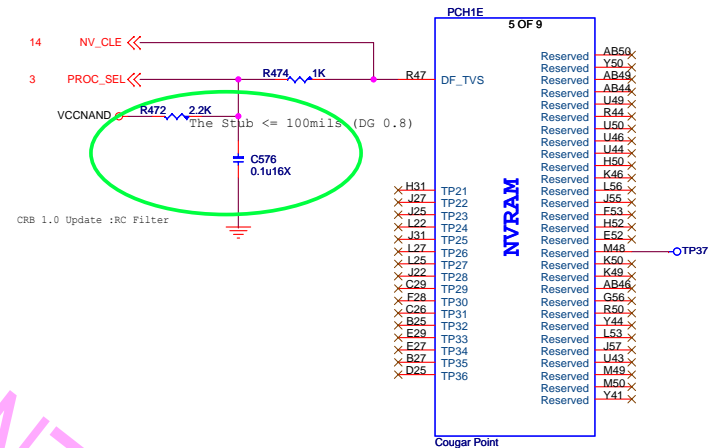 PCH1E
5 OF 9
14 NV_CLE
3 PROC_SEL
R474 1K
R47 DF_TVS
VCCNAND R472 2.2K
The Stub <= 100mils (DG 0.8)
C576
0.1u16X
CRB 1.0 Update :RC Filter
NVRAM
H31 TP21
J27 TP22
J25 TP23
L22 TP24
J31 TP25
L27 TP26
L25 TP27
J22 TP28
C29 TP29
F28 TP30
C26 TP31
B25 TP32
E29 TP33
E27 TP34
B27 TP35
D25 TP36
Reserved AB50
Reserved Y50
Reserved AB49
Reserved AB44
Reserved U49
Reserved R44
Reserved U50
Reserved U46
Reserved U44
Reserved H50
Reserved K46
Reserved L56
Reserved J55
Reserved F53
Reserved H52
Reserved E52
Reserved M48 TP37
Reserved K50
Reserved K49
Reserved AB46
Reserved G56
Reserved R50
Reserved Y44
Reserved L53
Reserved J57
Reserved U43
Reserved M49
Reserved M50
Reserved Y41
Cougar Point